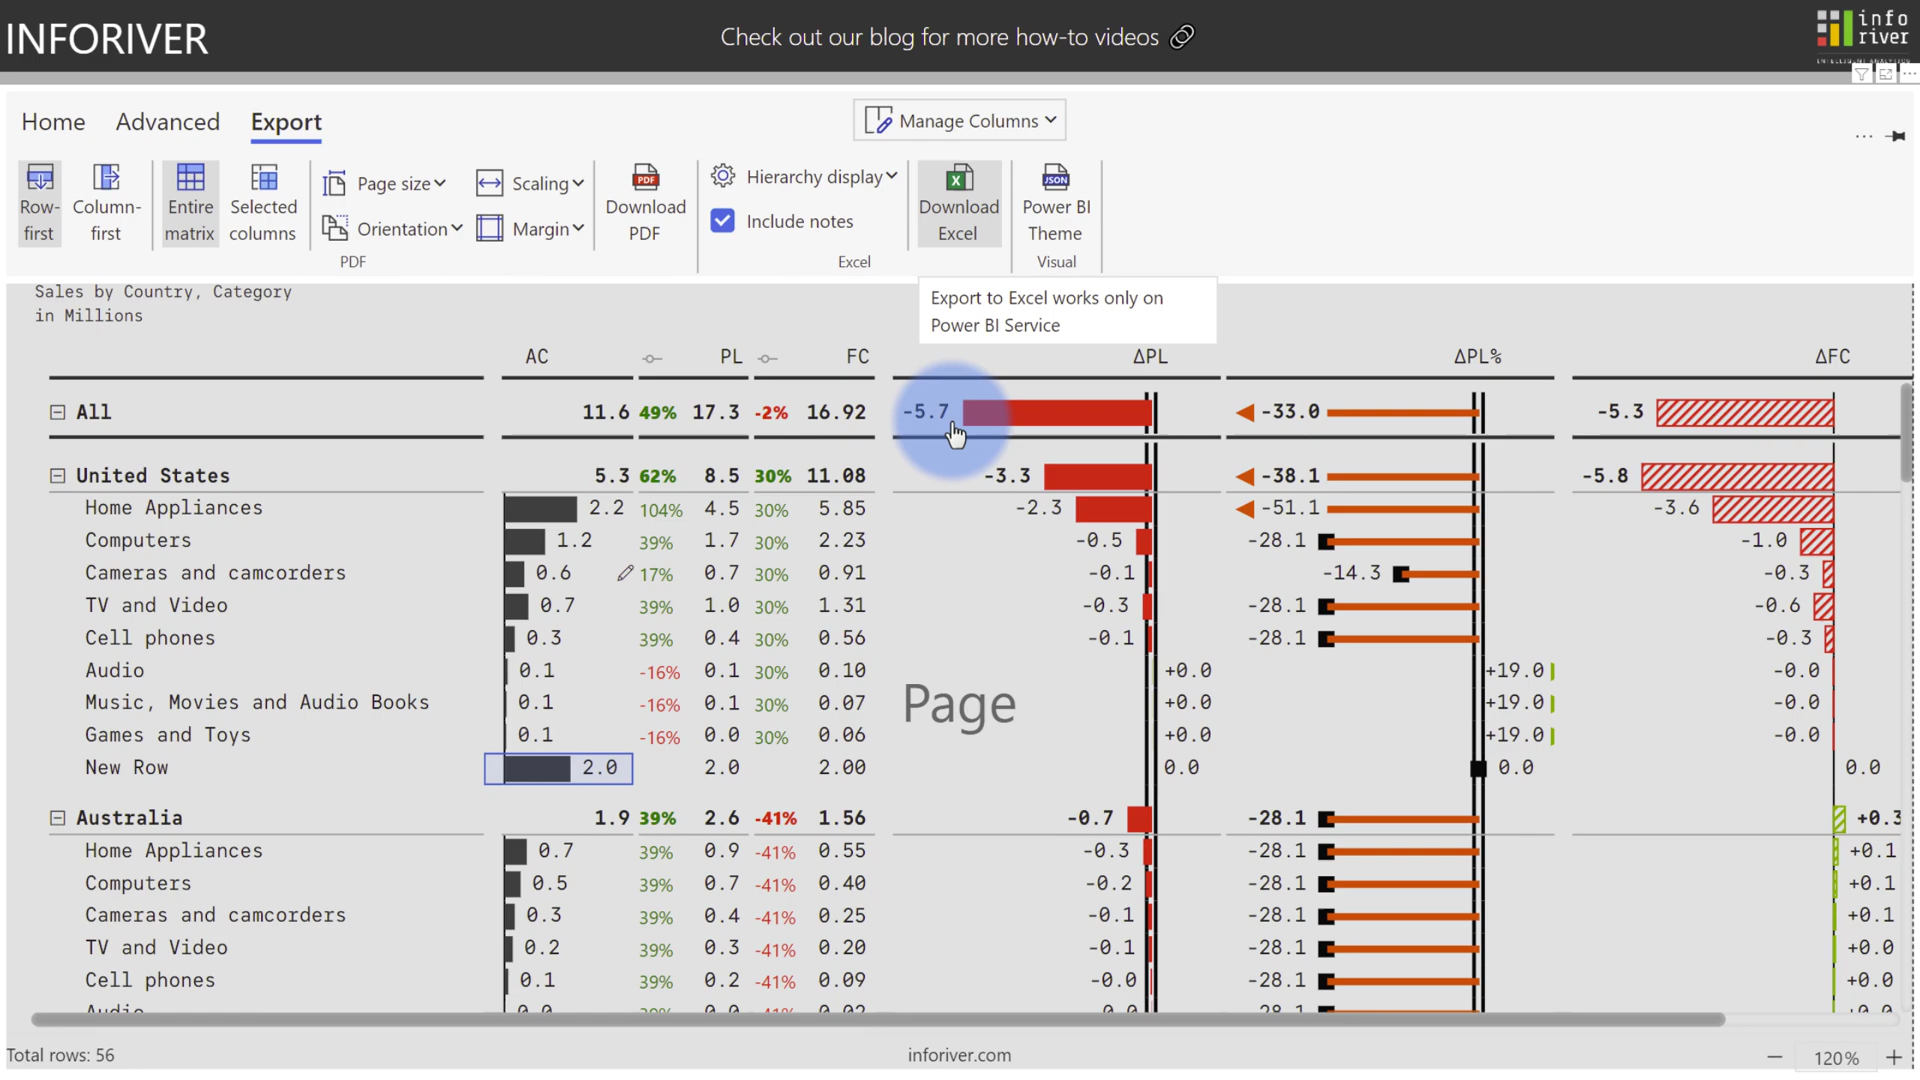 INFORIVER
Check out our blog for more how-to videos
info
river
Home Advanced Export
Manage Columns
Row-first
Column-first
Entire matrix
Selected columns
Page size
Orientation
Scaling
Margin
PDF
Download PDF
PDF
Hierarchy display
Include notes
Download Excel
Excel
JSON
Power BI Theme
Visual
Export to Excel works only on
Power BI Service
Sales by Country, Category
in Millions
AC PL FC ΔPL ΔPL% ΔFC
All 11.6 49% 17.3 -2% 16.92 -5.7 -33.0 -5.3
United States 5.3 62% 8.5 30% 11.08 -3.3 -38.1 -5.8
Home Appliances 2.2 104% 4.5 30% 5.85 -2.3 -51.1 -3.6
Computers 1.2 39% 1.7 30% 2.23 -0.5 -28.1 -1.0
Cameras and camcorders 0.6 17% 0.7 30% 0.91 -0.1 -14.3 -0.3
TV and Video 0.7 39% 1.0 30% 1.31 -0.3 -28.1 -0.6
Cell phones 0.3 39% 0.4 30% 0.56 -0.1 -28.1 -0.3
Audio 0.1 -16% 0.1 30% 0.10 +0.0 +19.0 -0.0
Music, Movies and Audio Books 0.1 -16% 0.1 30% 0.07 +0.0 +19.0 -0.0
Games and Toys 0.1 -16% 0.0 30% 0.06 +0.0 +19.0 -0.0
Page
New Row 2.0 2.0 2.00 0.0 0.0 0.0
Australia 1.9 39% 2.6 -41% 1.56 -0.7 -28.1 +0.3
Home Appliances 0.7 39% 0.9 -41% 0.55 -0.3 -28.1 +0.1
Computers 0.5 39% 0.7 -41% 0.40 -0.2 -28.1 +0.1
Cameras and camcorders 0.3 39% 0.4 -41% 0.25 -0.1 -28.1 +0.1
TV and Video 0.2 39% 0.3 -41% 0.20 -0.1 -28.1 +0.0
Cell phones 0.1 39% 0.2 -41% 0.09 -0.0 -28.1 +0.0
Total rows: 56
inforiver.com
120%